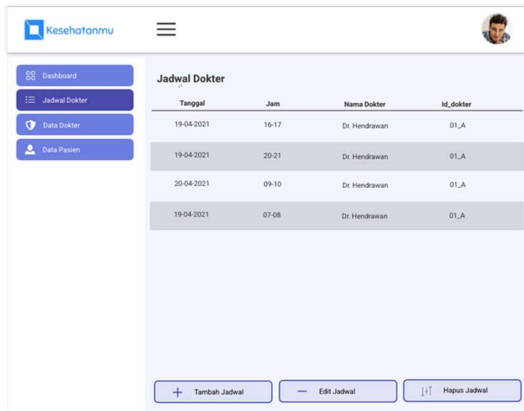 Kesehatanmu
Dashboard
Jadwal Dokter
Data Dokter
Data Pasien
Jadwal Dokter
Tanggal Jam Nama Dokter Id_dokter
19-04-2021 16-17 Dr. Hendrawan 01_A
19-04-2021 20-21 Dr. Hendrawan 01_A
20-04-2021 09-10 Dr. Hendrawan 01_A
19-04-2021 07-08 Dr. Hendrawan 01_A
Tambah Jadwal Edit Jadwal Hapus Jadwal